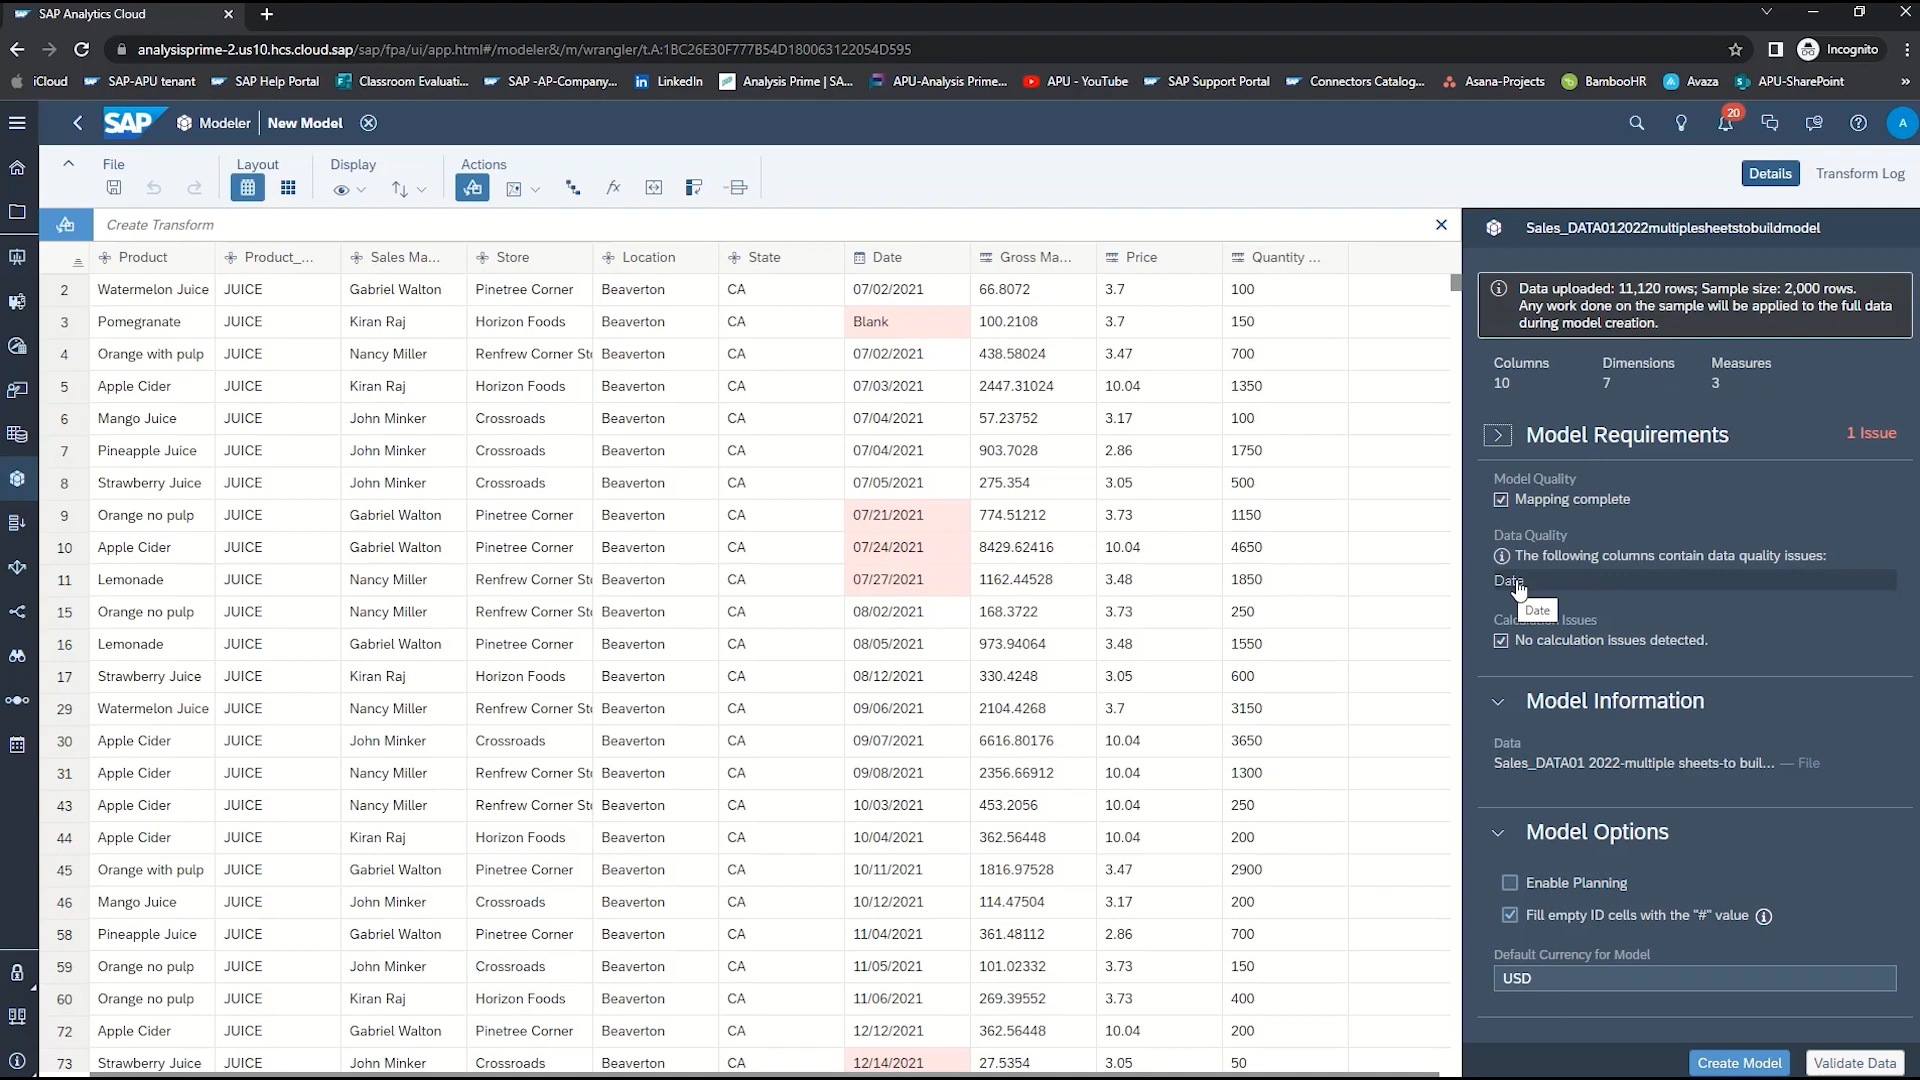 SAP Analytics Cloud
analysisprime-2.us10.hcs.cloud.sap/sap/fpa/ui/app.html#/modeler&/m/wrangler/t.A:1BC26E30F777B54D180063122054D595
Incognito
iCloud SAP-APU tenant SAP Help Portal Classroom Evaluati... SAP -AP-Company,... LinkedIn Analysis Prime | SA... APU-Analysis Prime... APU - YouTube SAP Support Portal Connectors Catalog... Asana-Projects BambooHR Avaza APU-SharePoint
SAP Modeler New Model 20 A
File Layout Display Actions
Details Transform Log
Create Transform
Product Product_... Sales Ma... Store Location State Date Gross Ma... Price Quantity ...
2 Watermelon Juice JUICE Gabriel Walton Pinetree Corner Beaverton CA 07/02/2021 66.8072 3.7 100
3 Pomegranate JUICE Kiran Raj Horizon Foods Beaverton CA Blank 100.2108 3.7 150
4 Orange with pulp JUICE Nancy Miller Renfrew Corner Sto Beaverton CA 07/02/2021 438.58024 3.47 700
5 Apple Cider JUICE Kiran Raj Horizon Foods Beaverton CA 07/03/2021 2447.31024 10.04 1350
6 Mango Juice JUICE John Minker Crossroads Beaverton CA 07/04/2021 57.23752 3.17 100
7 Pineapple Juice JUICE John Minker Crossroads Beaverton CA 07/04/2021 903.7028 2.86 1750
8 Strawberry Juice JUICE John Minker Crossroads Beaverton CA 07/05/2021 275.354 3.05 500
9 Orange no pulp JUICE Gabriel Walton Pinetree Corner Beaverton CA 07/21/2021 774.51212 3.73 1150
10 Apple Cider JUICE Gabriel Walton Pinetree Corner Beaverton CA 07/24/2021 8429.62416 10.04 4650
11 Lemonade JUICE Nancy Miller Renfrew Corner Sto Beaverton CA 07/27/2021 1162.44528 3.48 1850
15 Orange no pulp JUICE Nancy Miller Renfrew Corner Sto Beaverton CA 08/02/2021 168.3722 3.73 250
16 Lemonade JUICE Gabriel Walton Pinetree Corner Beaverton CA 08/05/2021 973.94064 3.48 1550
17 Strawberry Juice JUICE Kiran Raj Horizon Foods Beaverton CA 08/12/2021 330.4248 3.05 600
29 Watermelon Juice JUICE Nancy Miller Renfrew Corner Sto Beaverton CA 09/06/2021 2104.4268 3.7 3150
30 Apple Cider JUICE John Minker Crossroads Beaverton CA 09/07/2021 6616.80176 10.04 3650
31 Apple Cider JUICE Nancy Miller Renfrew Corner Sto Beaverton CA 09/08/2021 2356.66912 10.04 1300
43 Apple Cider JUICE Nancy Miller Renfrew Corner Sto Beaverton CA 10/03/2021 453.2056 10.04 250
44 Apple Cider JUICE Kiran Raj Horizon Foods Beaverton CA 10/04/2021 362.56448 10.04 200
45 Orange with pulp JUICE Gabriel Walton Pinetree Corner Beaverton CA 10/11/2021 1816.97528 3.47 2900
46 Mango Juice JUICE John Minker Crossroads Beaverton CA 10/12/2021 114.47504 3.17 200
58 Pineapple Juice JUICE Gabriel Walton Pinetree Corner Beaverton CA 11/04/2021 361.48112 2.86 700
59 Orange no pulp JUICE John Minker Crossroads Beaverton CA 11/05/2021 101.02332 3.73 150
60 Orange no pulp JUICE Kiran Raj Horizon Foods Beaverton CA 11/06/2021 269.39552 3.73 400
72 Apple Cider JUICE Gabriel Walton Pinetree Corner Beaverton CA 12/12/2021 362.56448 10.04 200
73 Strawberry Juice JUICE John Minker Crossroads Beaverton CA 12/14/2021 27.5354 3.05 50
Sales_DATA012022multiplesheetstobuildmodel
Data uploaded: 11,120 rows; Sample size: 2,000 rows.
Any work done on the sample will be applied to the full data
during model creation.
Columns Dimensions Measures
10 7 3
Model Requirements 1 Issue
Model Quality
Mapping complete
Data Quality
The following columns contain data quality issues:
Date
Date
Calculation Issues
No calculation issues detected.
Model Information
Data
Sales_DATA01 2022-multiple sheets-to buil... — File
Model Options
Enable Planning
Fill empty ID cells with the "#" value
Default Currency for Model
USD
Create Model Validate Data